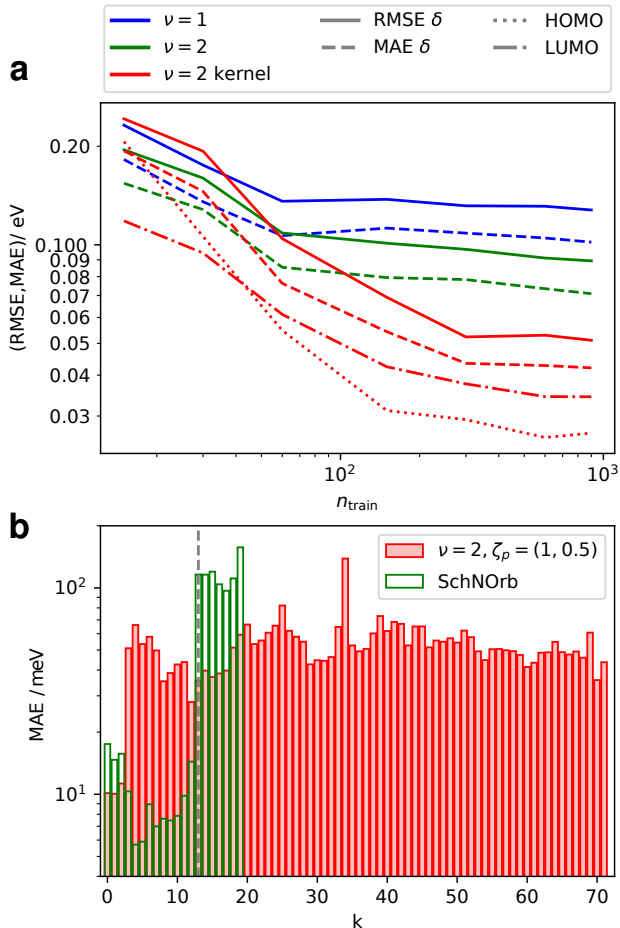 ν = 1
RMSE δ
HOMO
ν = 2
MAE δ
LUMO
ν = 2 kernel
a
(RMSE,MAE)/ eV
0.20
0.100
0.09
0.08
0.07
0.06
0.05
0.04
0.03
10²
10³
n_train
b
ν = 2, ζ_p = (1, 0.5)
SchNOrb
MAE / meV
10²
10¹
0 10 20 30 40 50 60 70
k